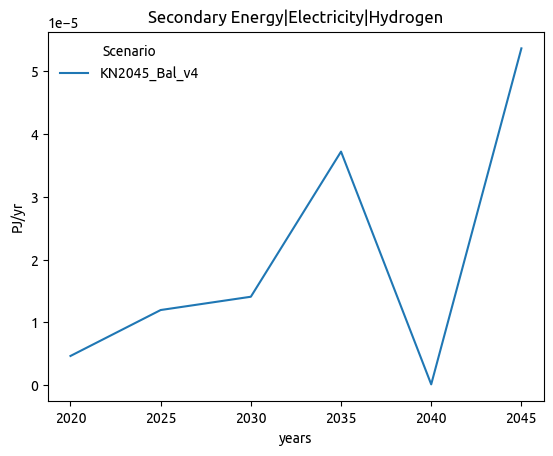 Secondary Energy|Electricity|Hydrogen
1e−5
Scenario
KN2045_Bal_v4
5
4
3
2
1
0
PJ/yr
2020 2025 2030 2035 2040 2045
years